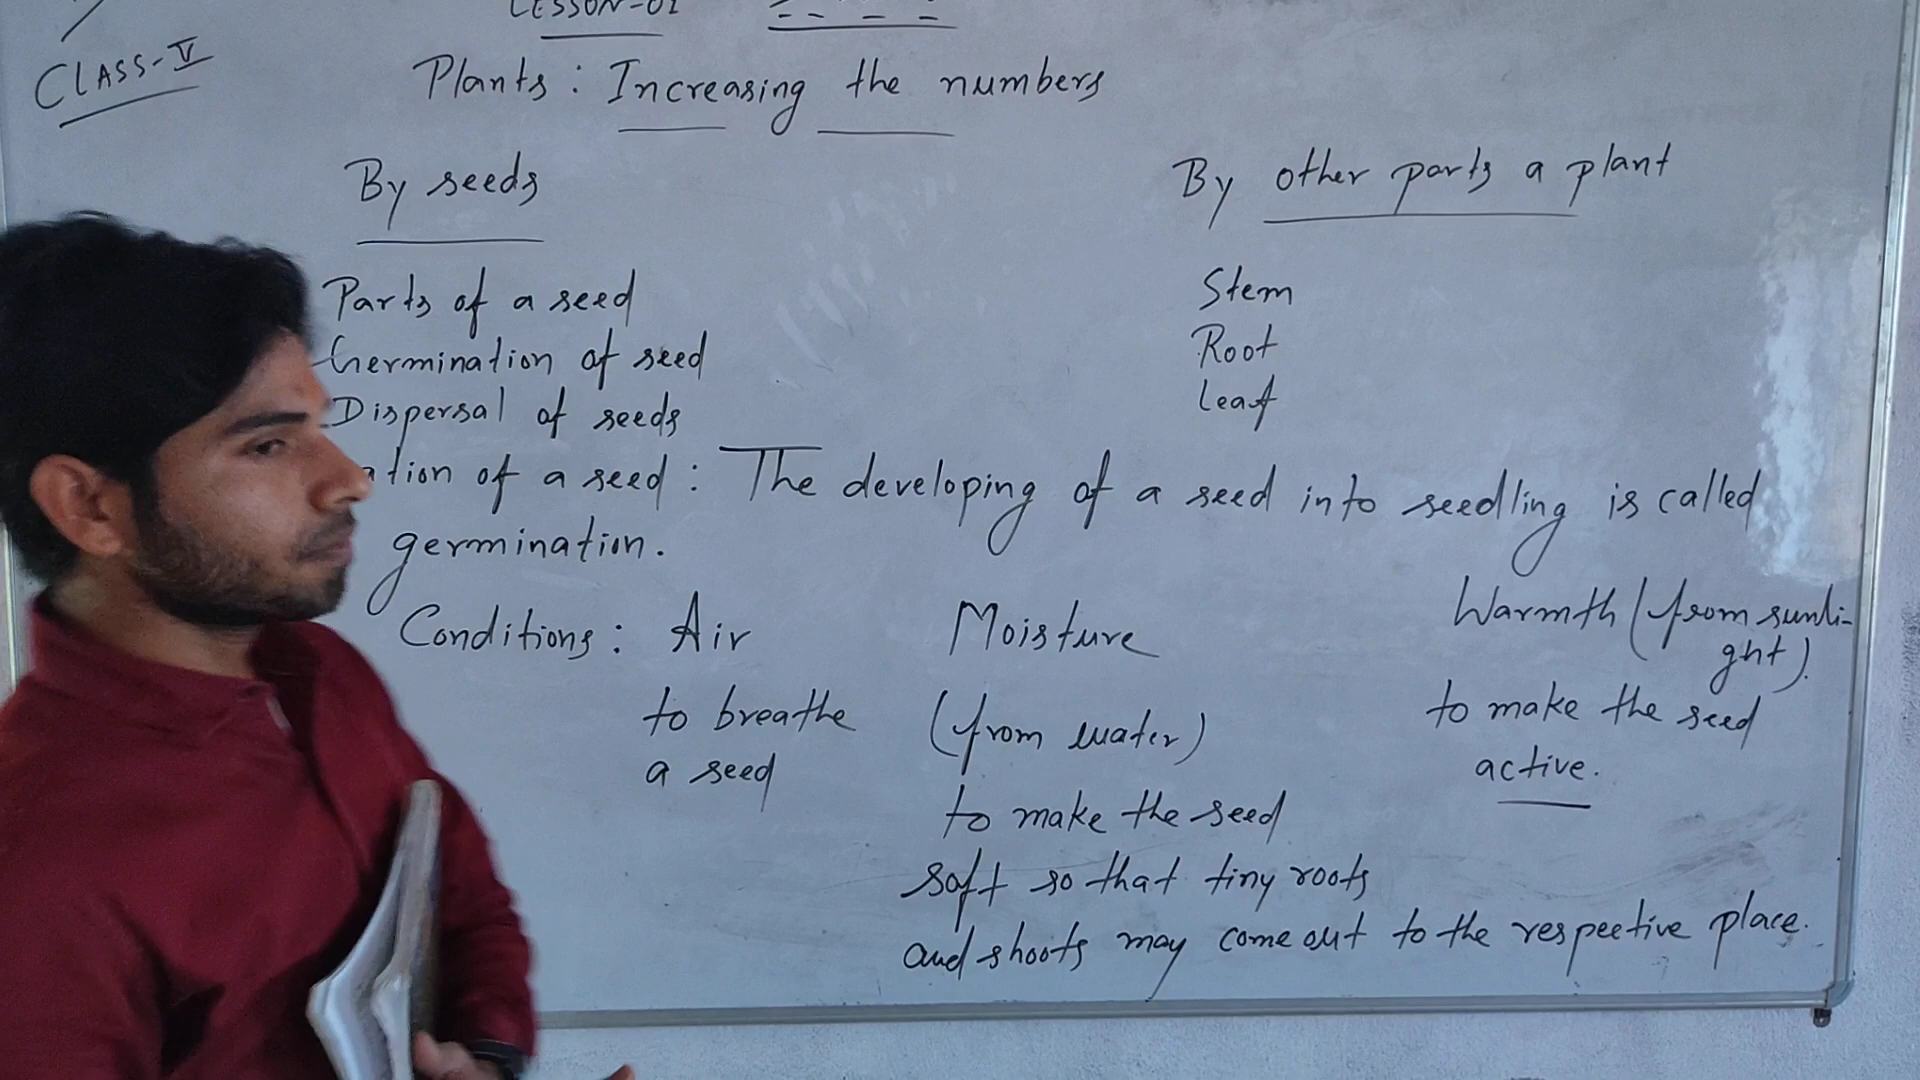 LESSON-01
CLASS-V
Plants: Increasing the numbers
By seeds
By other parts a plant
Parts of a seed
Germination of seed
Dispersal of seeds
Stem
Root
Leaf
ation of a seed: The developing of a seed into seedling is called
germination.
Conditions: Air Moisture Warmth (from sunli-
ght).
to breathe
a seed
(from water)
to make the seed
soft so that tiny roots
and shoots may come out to the respective place.
to make the seed
active.